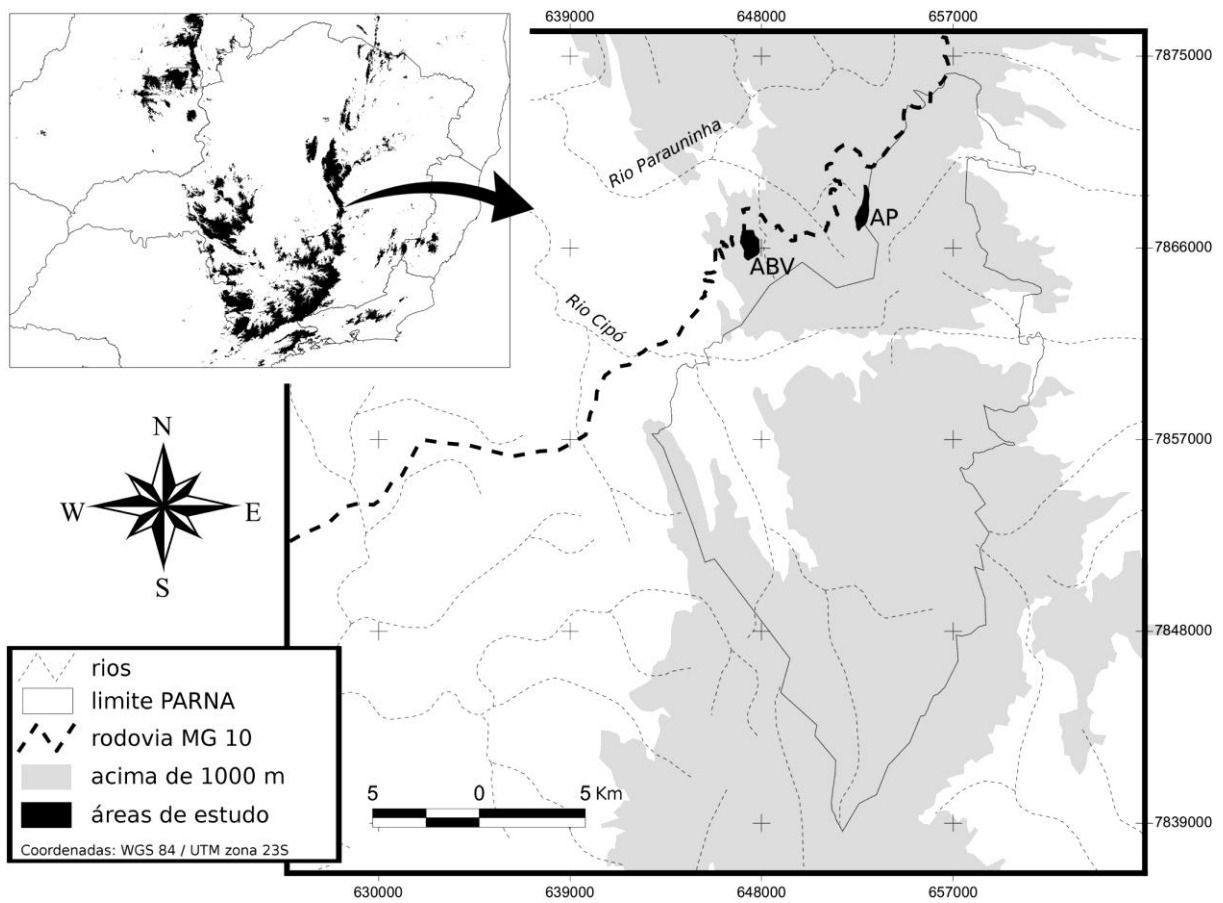 639000
648000
657000
7875000
Rio Parauninha
AP
7866000
ABV
Rio Cipó
7857000
N
W
E
S
7848000
rios
limite PARNA
rodovia MG 10
acima de 1000 m
áreas de estudo
Coordenadas: WGS 84 / UTM zona 23S
5 0 5 Km
7839000
630000
639000
648000
657000